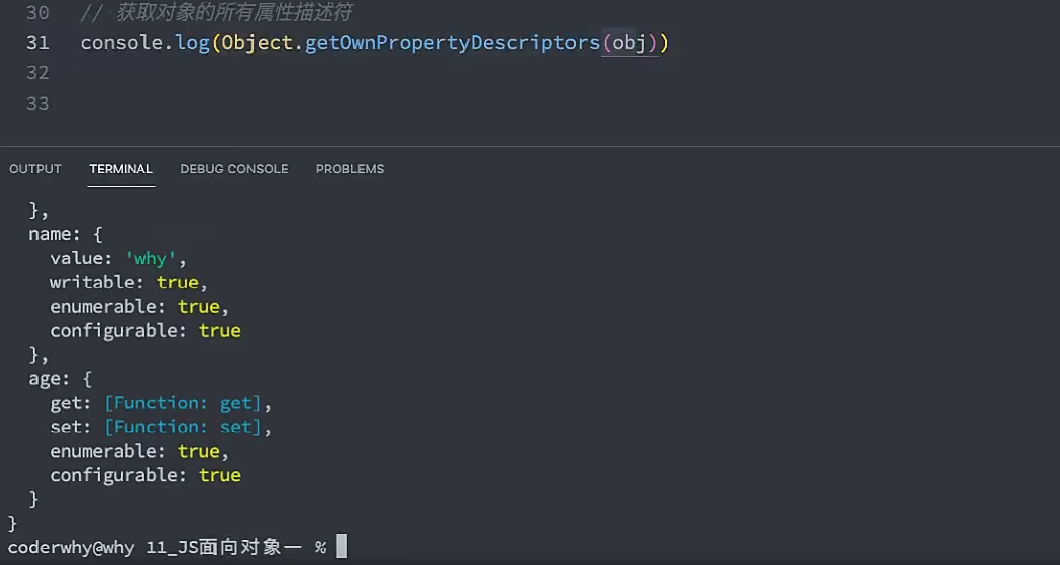 30 // 获取对象的所有属性描述符
31 console.log(Object.getOwnPropertyDescriptors(obj))
32
33
OUTPUT TERMINAL DEBUG CONSOLE PROBLEMS
},
name: {
value: 'why',
writable: true,
enumerable: true,
configurable: true
},
age: {
get: [Function: get],
set: [Function: set],
enumerable: true,
configurable: true
}
}
coderwhy@why 11_JS面向对象一 %